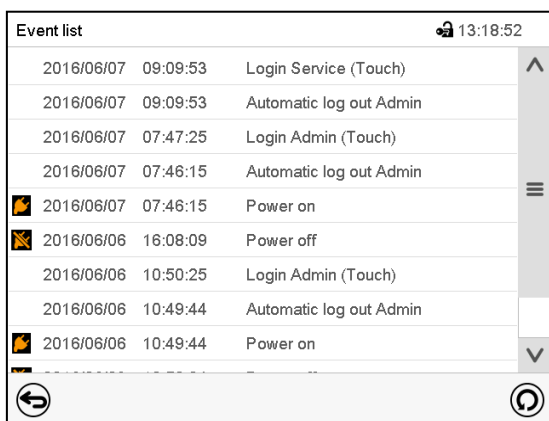 Event list 13:18:52
2016/06/07 09:09:53 Login Service (Touch)
2016/06/07 09:09:53 Automatic log out Admin
2016/06/07 07:47:25 Login Admin (Touch)
2016/06/07 07:46:15 Automatic log out Admin
2016/06/07 07:46:15 Power on
2016/06/06 16:08:09 Power off
2016/06/06 10:50:25 Login Admin (Touch)
2016/06/06 10:49:44 Automatic log out Admin
2016/06/06 10:49:44 Power on